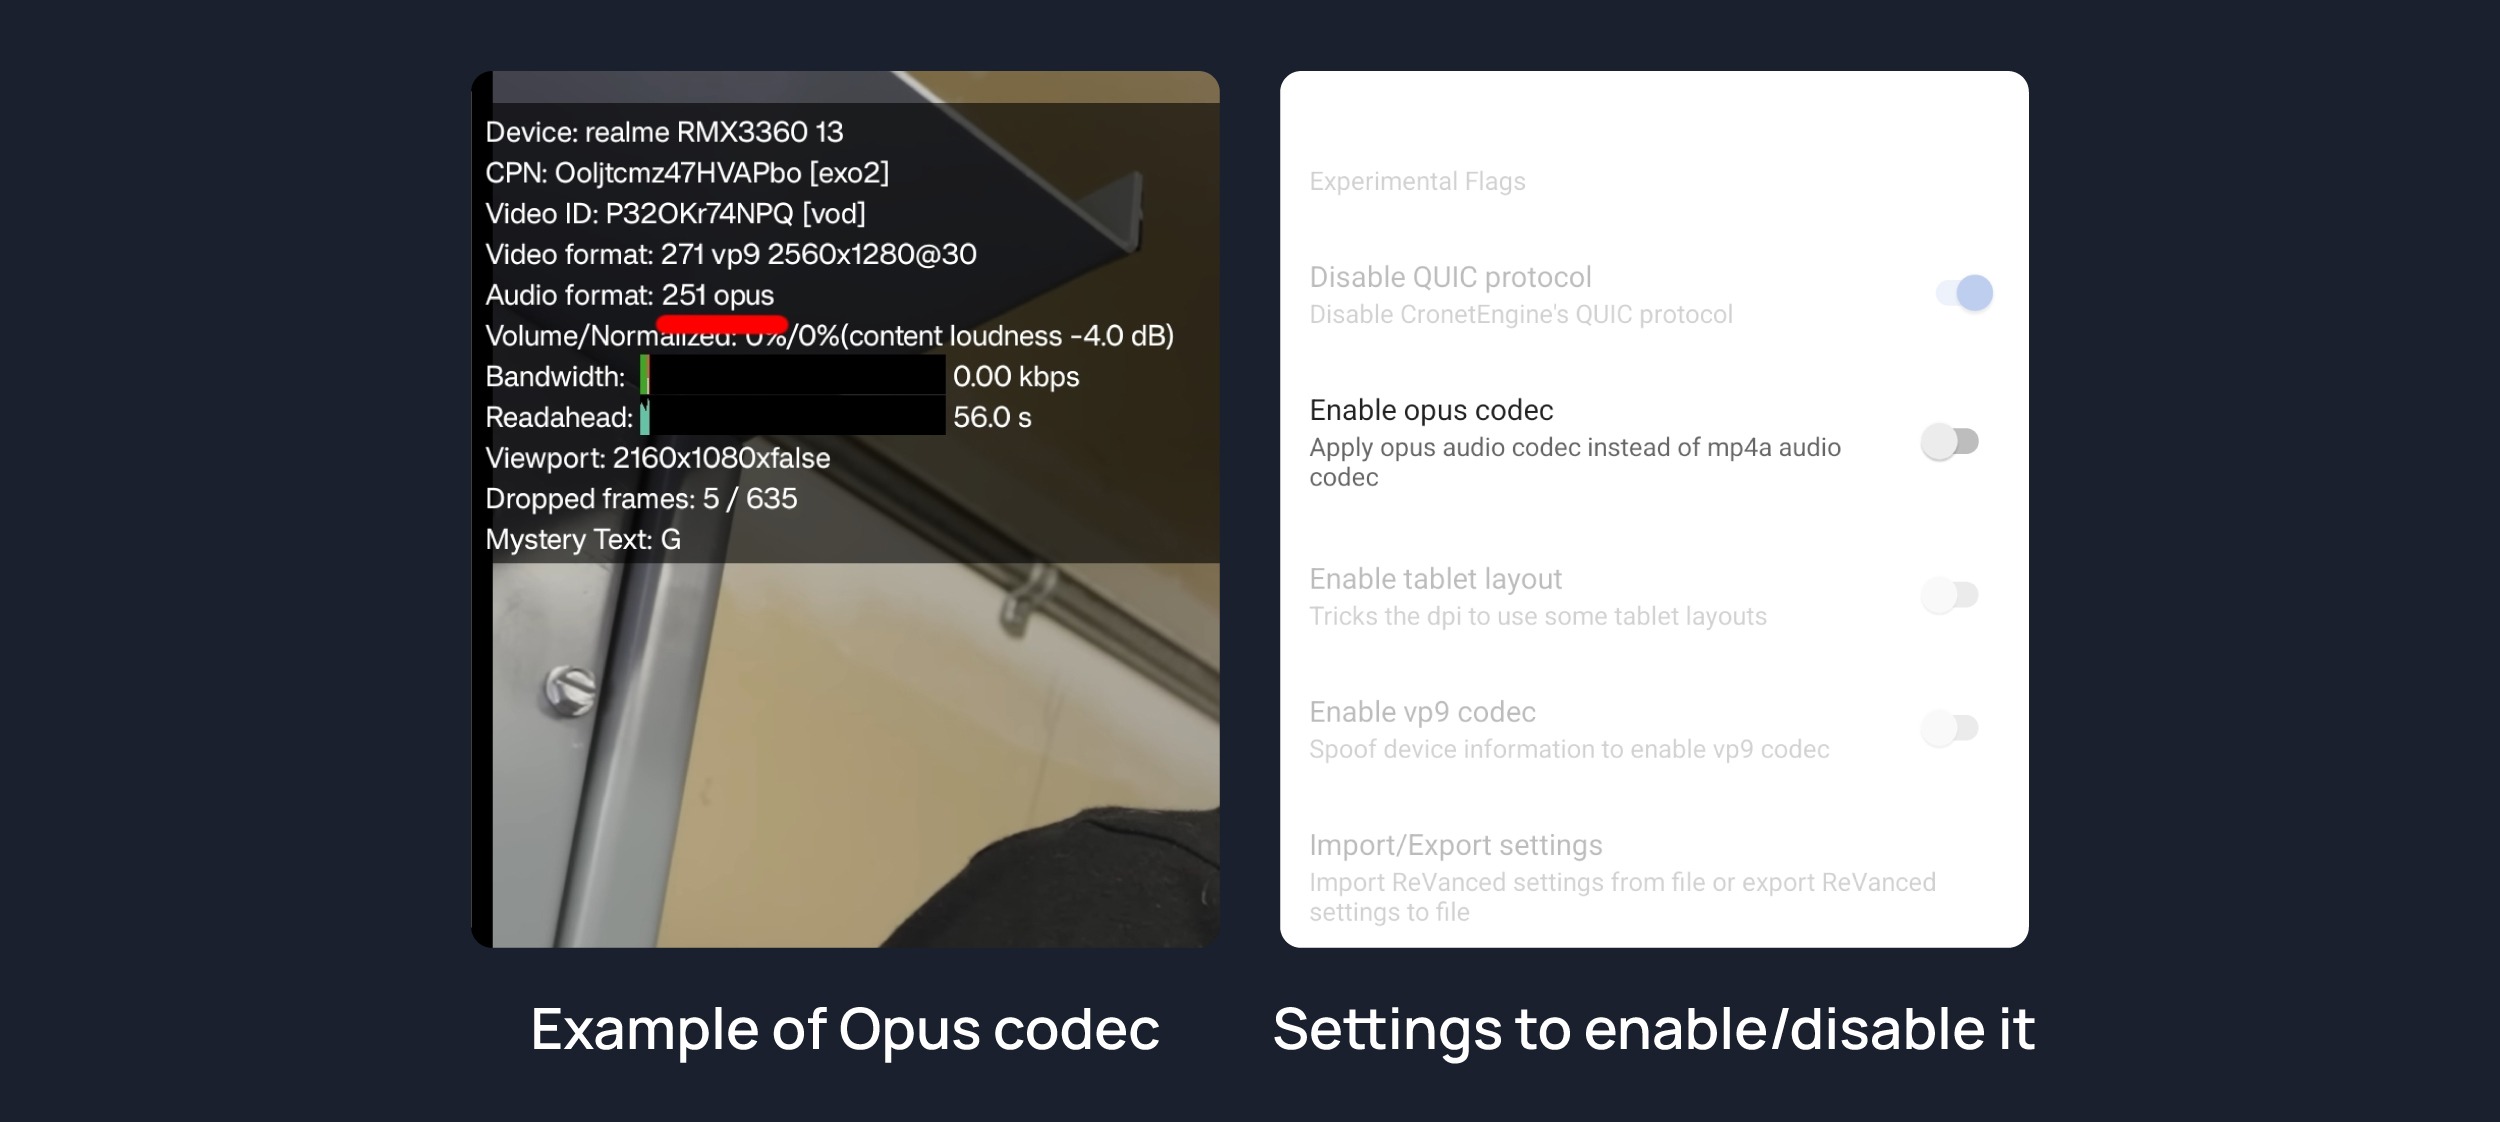 Device: realme RMX3360 13
CPN: Ooljtcmz47HVAPbo [exo2]
Video ID: P32OKr74NPQ [vod]
Video format: 271 vp9 2560x1280@30
Audio format: 251 opus
Volume/Normalized: 0%/0%(content loudness -4.0 dB)
Bandwidth: 0.00 kbps
Readahead: 56.0 s
Viewport: 2160x1080xfalse
Dropped frames: 5 / 635
Mystery Text: G
Example of Opus codec
Experimental Flags
Disable QUIC protocol
Disable CronetEngine's QUIC protocol
Enable opus codec
Apply opus audio codec instead of mp4a audio
codec
Enable tablet layout
Tricks the dpi to use some tablet layouts
Enable vp9 codec
Spoof device information to enable vp9 codec
Import/Export settings
Import ReVanced settings from file or export ReVanced
settings to file
Settings to enable/disable it